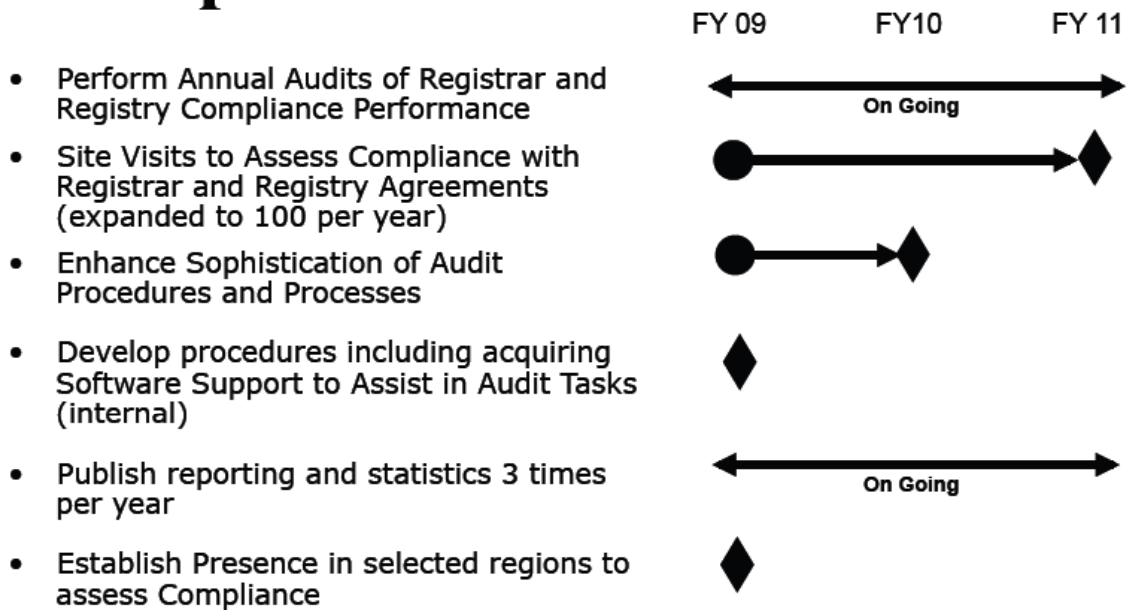 FY 09 FY10 FY 11
• Perform Annual Audits of Registrar and
Registry Compliance Performance
On Going
• Site Visits to Assess Compliance with
Registrar and Registry Agreements
(expanded to 100 per year)
• Enhance Sophistication of Audit
Procedures and Processes
• Develop procedures including acquiring
Software Support to Assist in Audit Tasks
(internal)
• Publish reporting and statistics 3 times
per year
On Going
• Establish Presence in selected regions to
assess Compliance